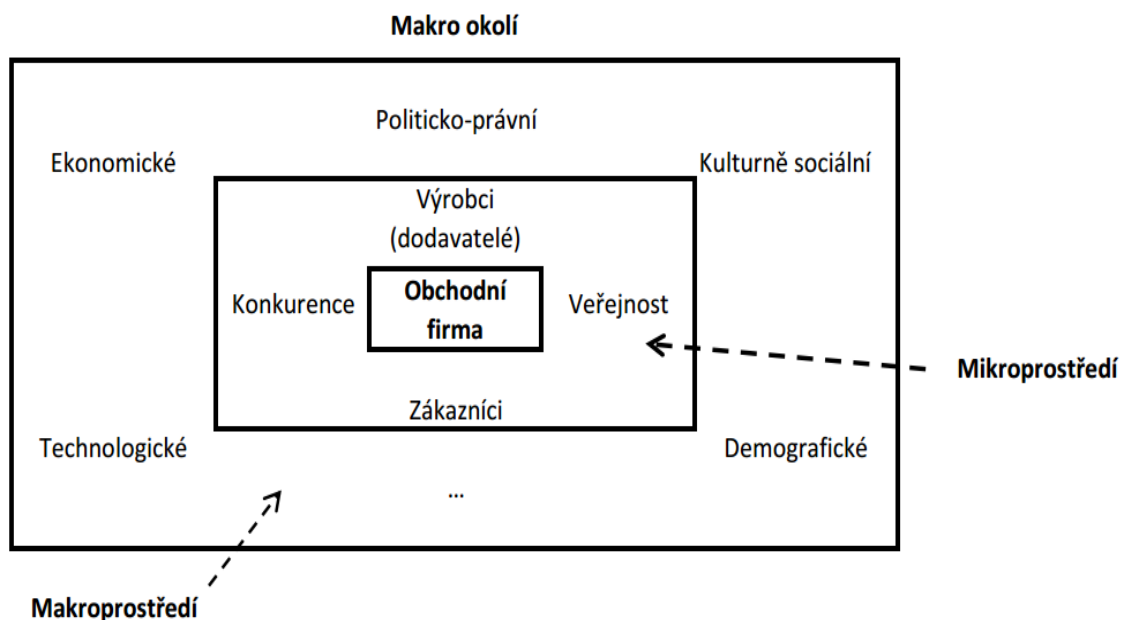 Makro okolí
Politicko-právní
Ekonomické
Kulturně sociální
Výrobci
(dodavatelé)
Konkurence
Obchodní
firma
Veřejnost
Mikroprostředí
Zákazníci
Technologické
Demografické
...
Makroprostředí